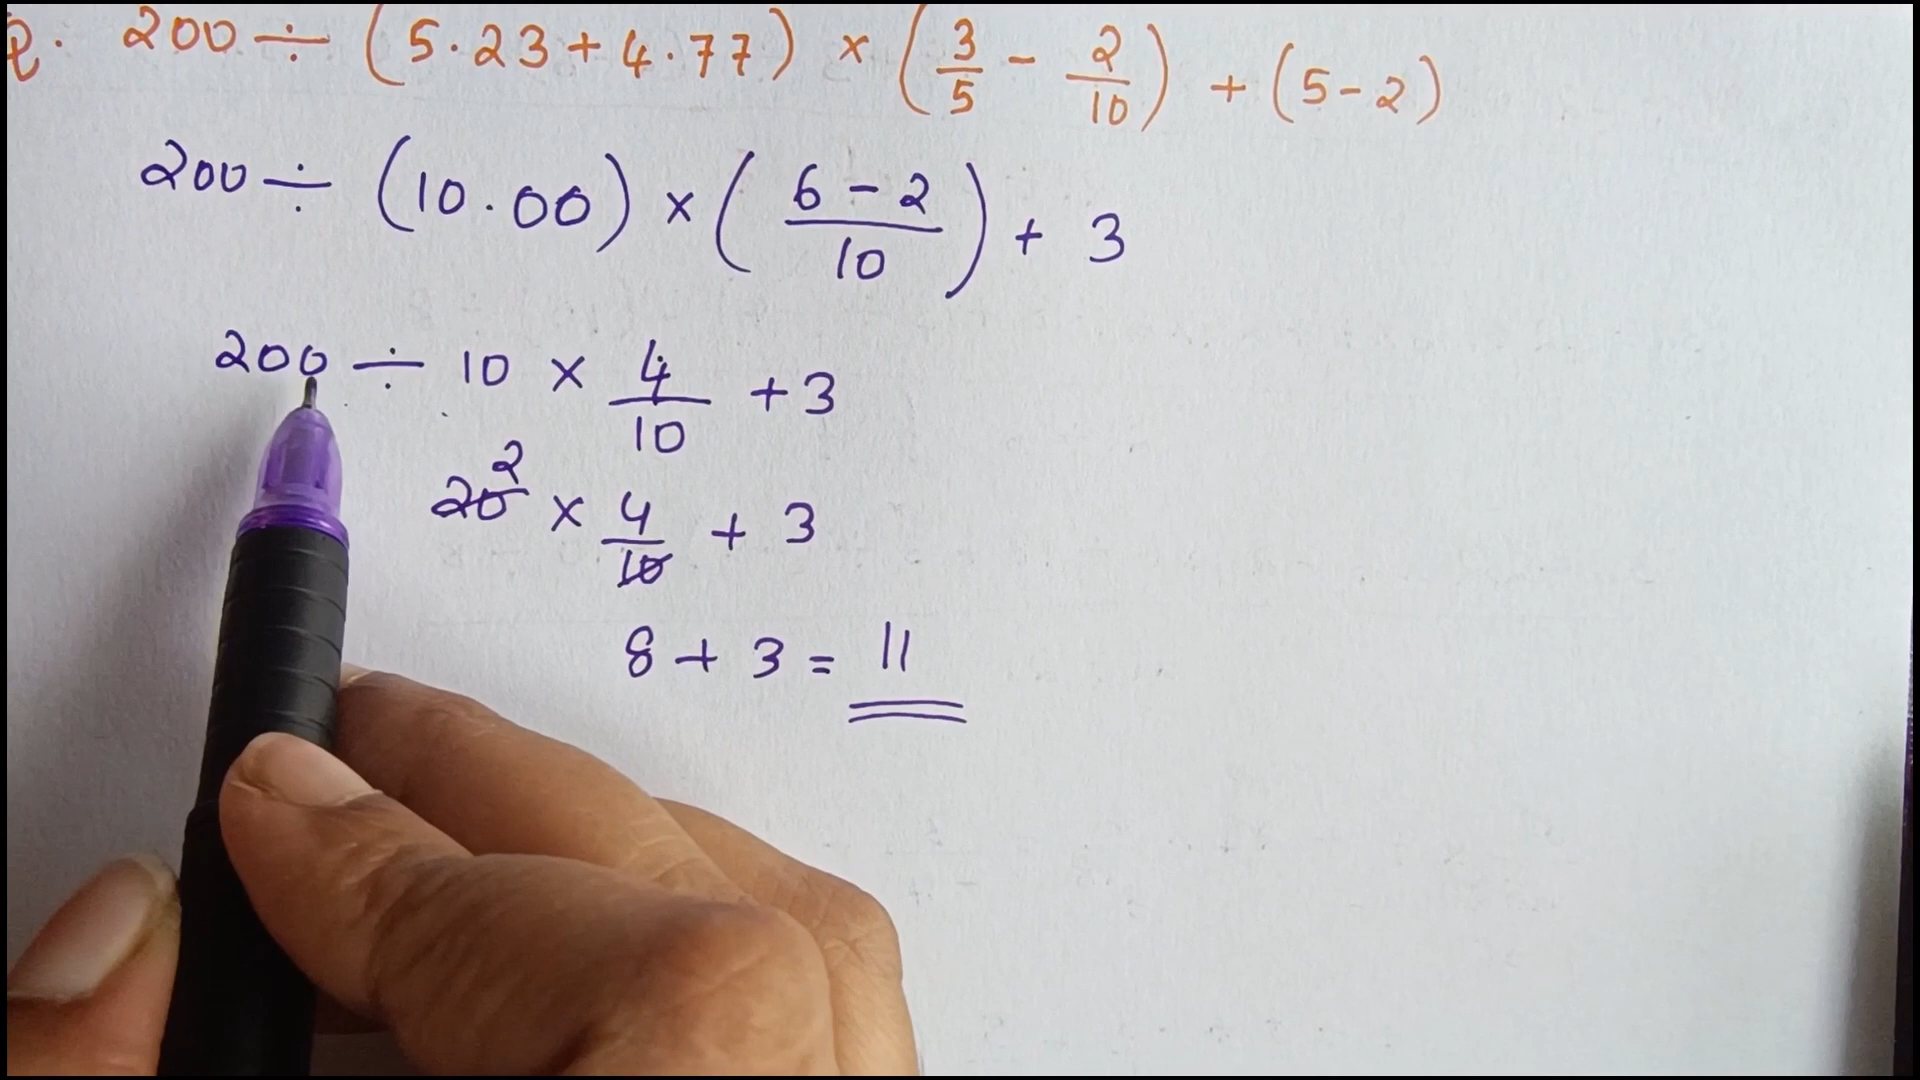 Q. 200 ÷ (5.23 + 4.77) × (3/5 - 2/10) + (5-2)
200 ÷ (10.00) × (6 - 2/10) + 3
200 ÷ 10 × 4/10 + 3
20 2 × 4/10 + 3
8 + 3 = 11